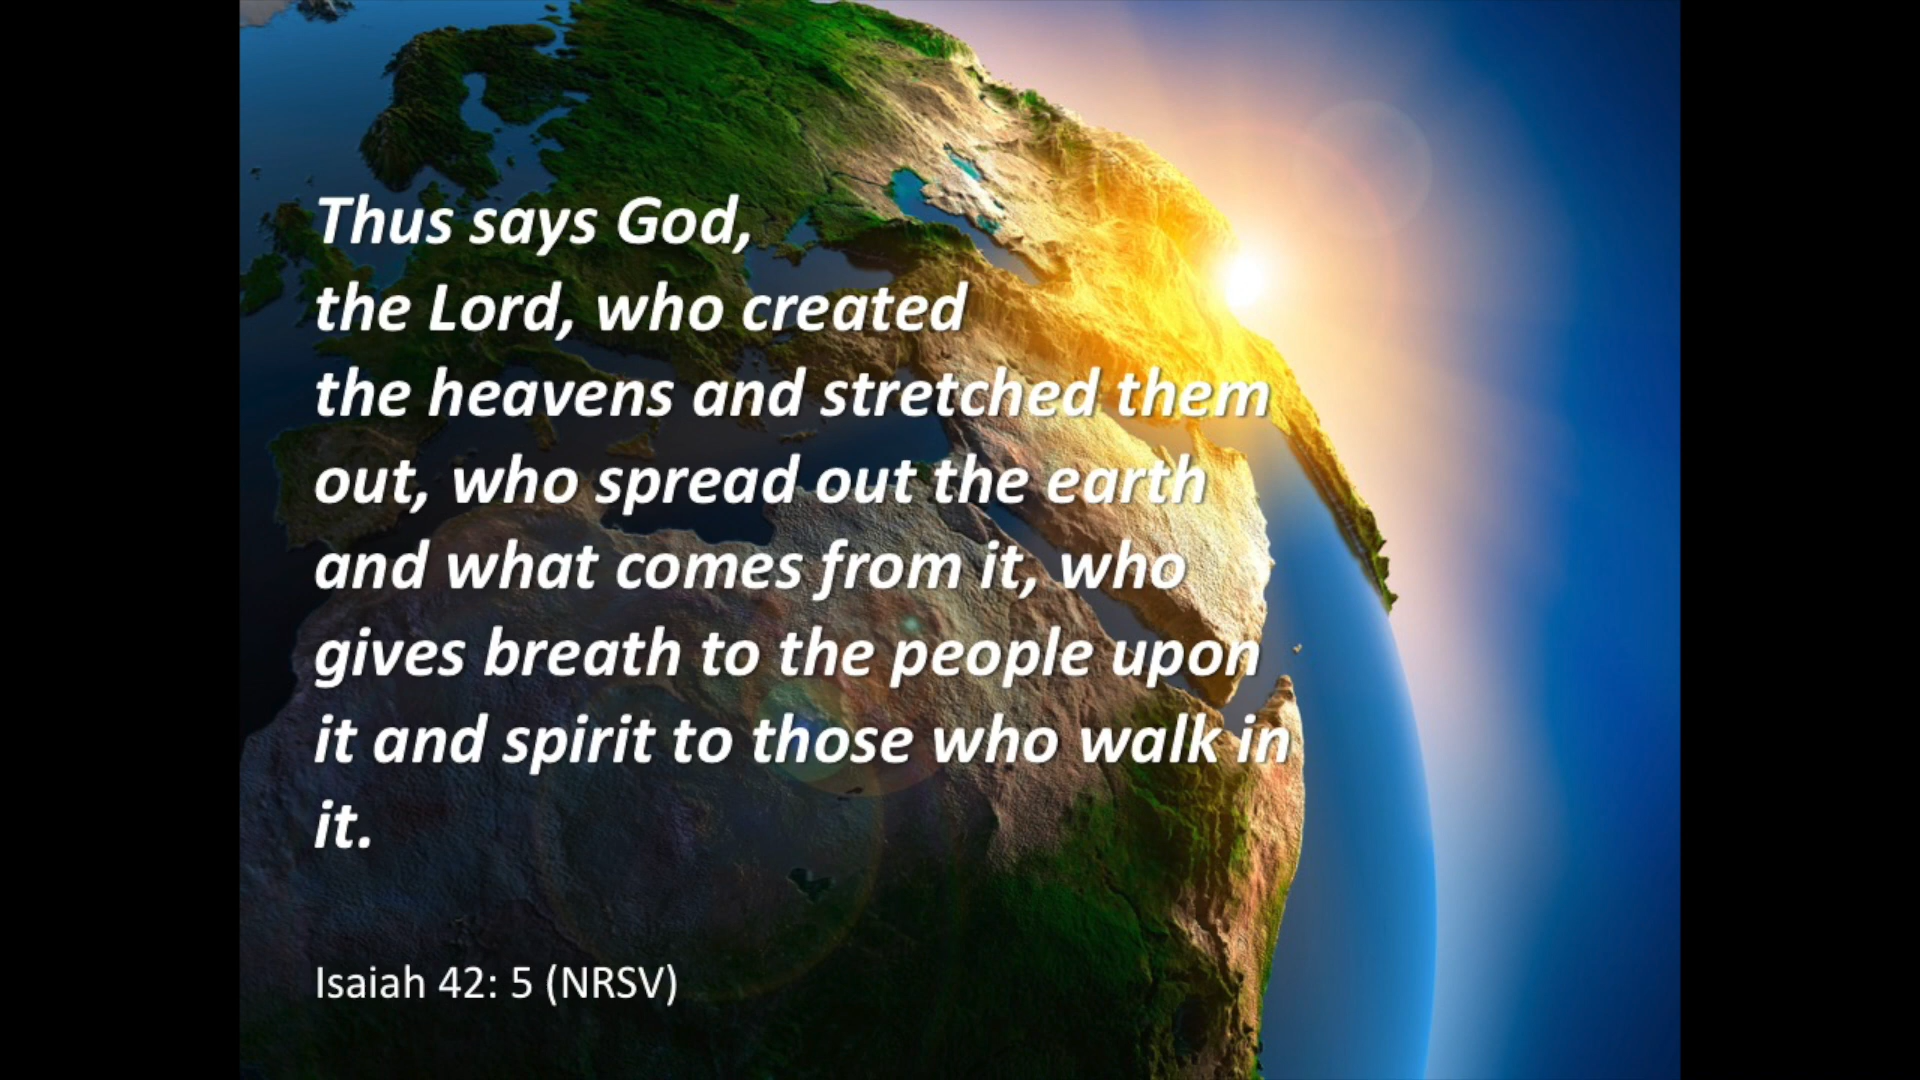 Thus says God,
the Lord, who created
the heavens and stretched them
out, who spread out the earth
and what comes from it, who
gives breath to the people upon
it and spirit to those who walk in
it.
Isaiah 42: 5 (NRSV)